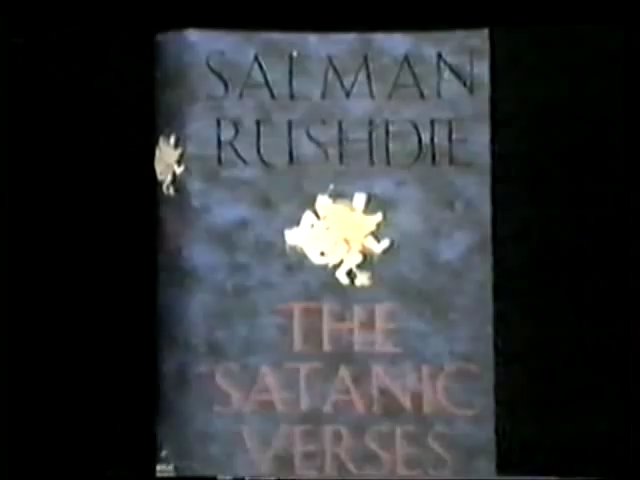 SALMAN
RUSHDIE
THE
SATANIC
VERSES